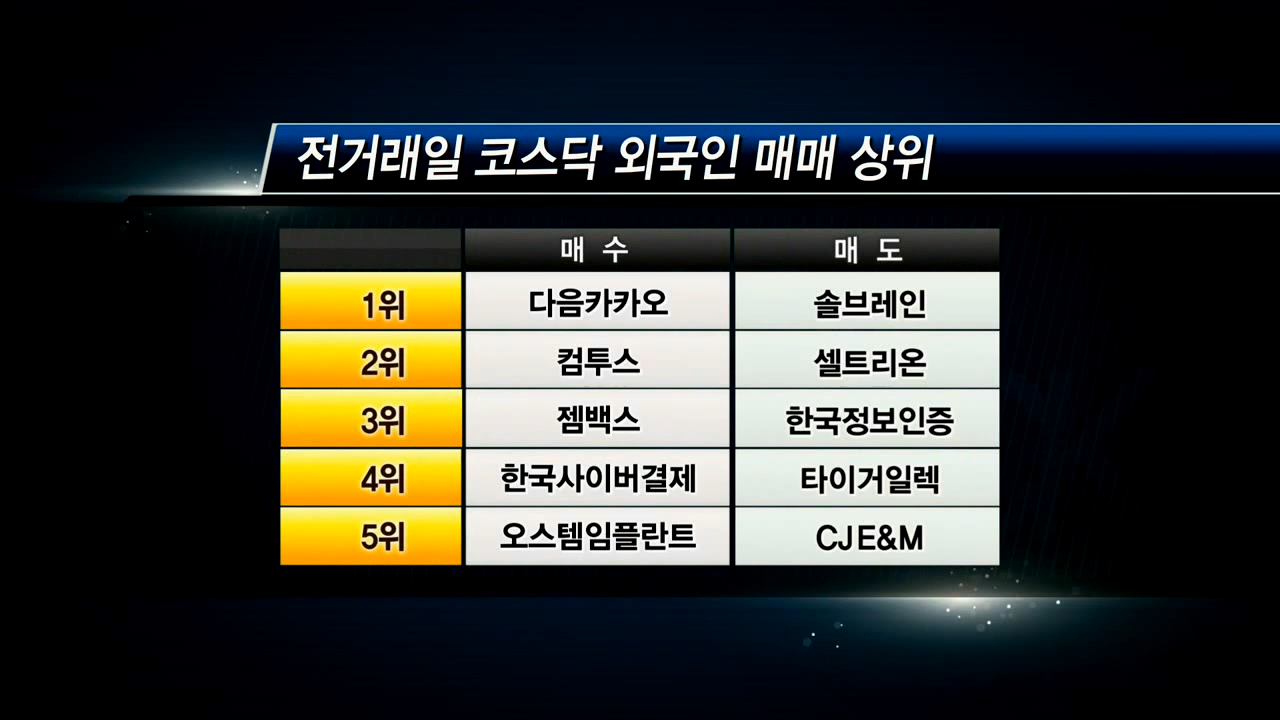 전거래일 코스닥 외국인 매매 상위
매 수 매 도
1위 다음카카오 솔브레인
2위 컴투스 셀트리온
3위 젬백스 한국정보인증
4위 한국사이버결제 타이거일렉
5위 오스템임플란트 CJE&M